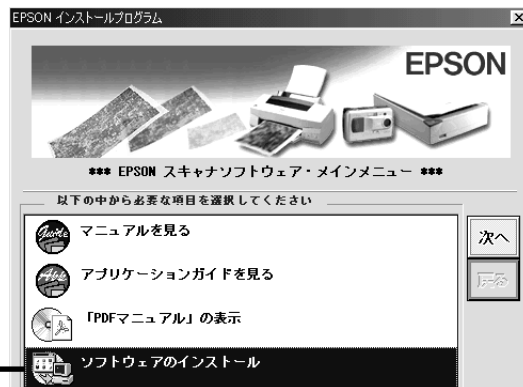 EPSON インストールプログラム
EPSON
*** EPSON スキャナソフトウェア・メインメニュー ***
以下の中から必要な項目を選択してください
マニュアルを見る
アプリケーションガイドを見る
「PDFマニュアル」の表示
ソフトウェアのインストール
次へ
戻る